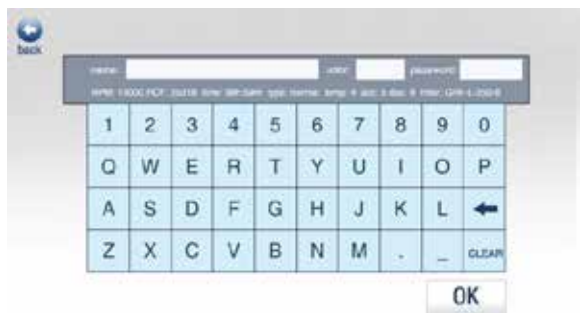 back
name: color: password:
1 2 3 4 5 6 7 8 9 0
Q W E R T Y U I O P
A S D F G H J K L
Z X C V B N M . _ CLEAR
OK